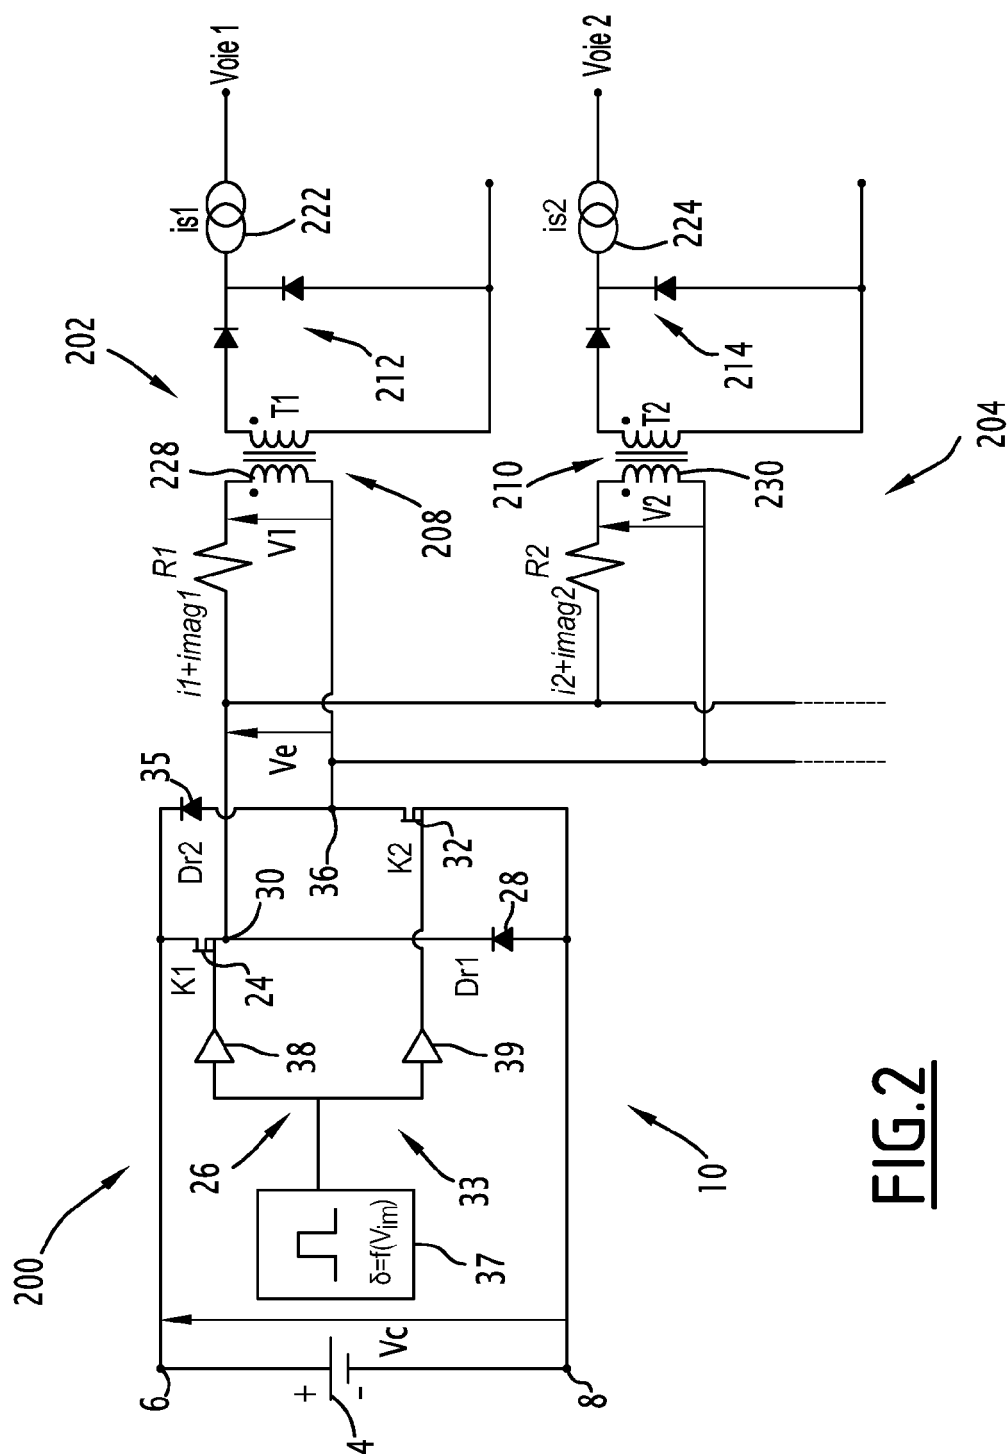 200
6
+
4
-
8
Vc
δ=f(Vim)
37
26
33
38
39
K1
24
30
Dr1
28
K2
32
36
Dr2
35
Ve
10
i1+imag1
R1
V1
228
208
T1
202
212
is1
222
Voie 1
i2+imag2
R2
V2
210
230
T2
214
is2
224
Voie 2
204
FIG.2